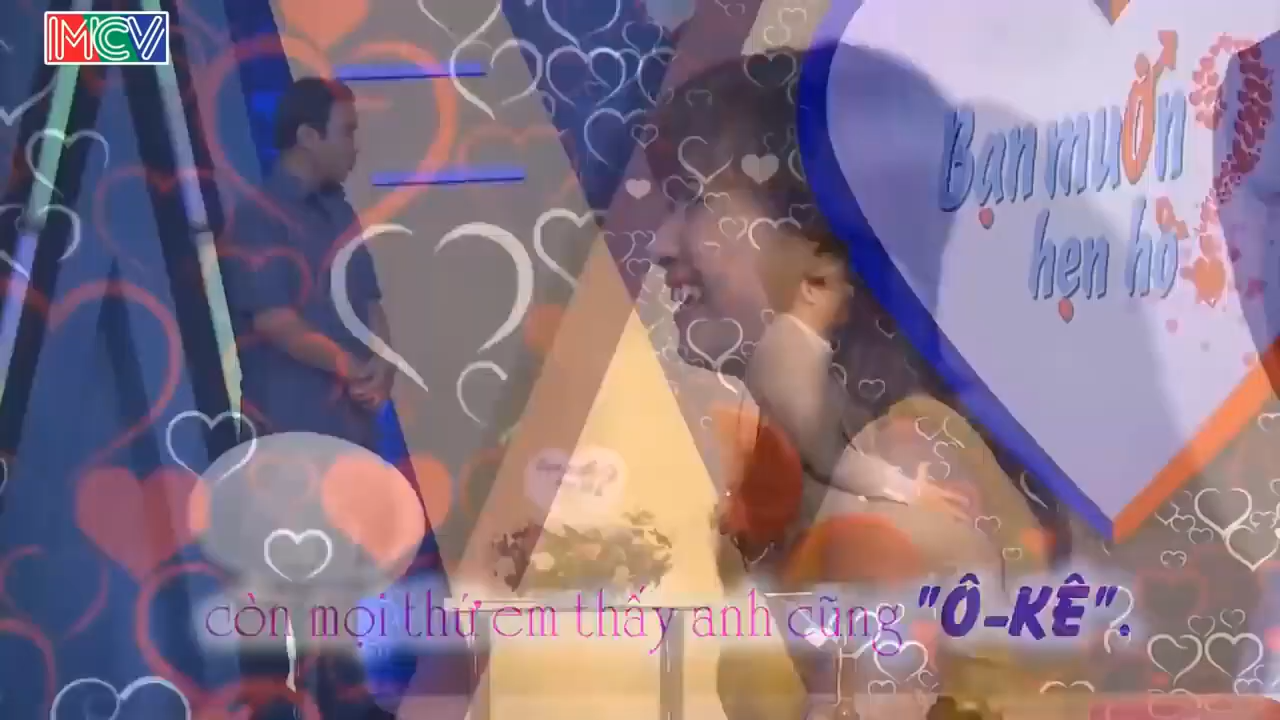 MCV
Bạn muốn
hẹn hò
còn mọi thứ em thấy anh cũng "Ô-KÊ".